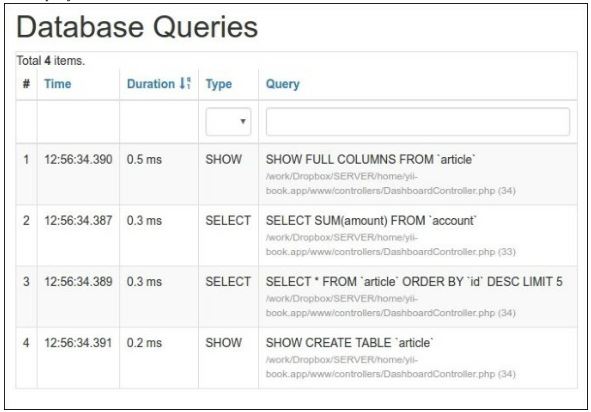 Database Queries
Total 4 items.
# Time Duration Type Query
1 12:56:34.390 0.5 ms SHOW SHOW FULL COLUMNS FROM `article`
/work/Dropbox/SERVER/home/yii-
book.app/www/controllers/DashboardController.php (34)
2 12:56:34.387 0.3 ms SELECT SELECT SUM(amount) FROM `account`
/work/Dropbox/SERVER/home/yii-
book.app/www/controllers/DashboardController.php (33)
3 12:56:34.389 0.3 ms SELECT SELECT * FROM `article` ORDER BY `id` DESC LIMIT 5
/work/Dropbox/SERVER/home/yii-
book.app/www/controllers/DashboardController.php (34)
4 12:56:34.391 0.2 ms SHOW SHOW CREATE TABLE `article`
/work/Dropbox/SERVER/home/yii-
book.app/www/controllers/DashboardController.php (34)